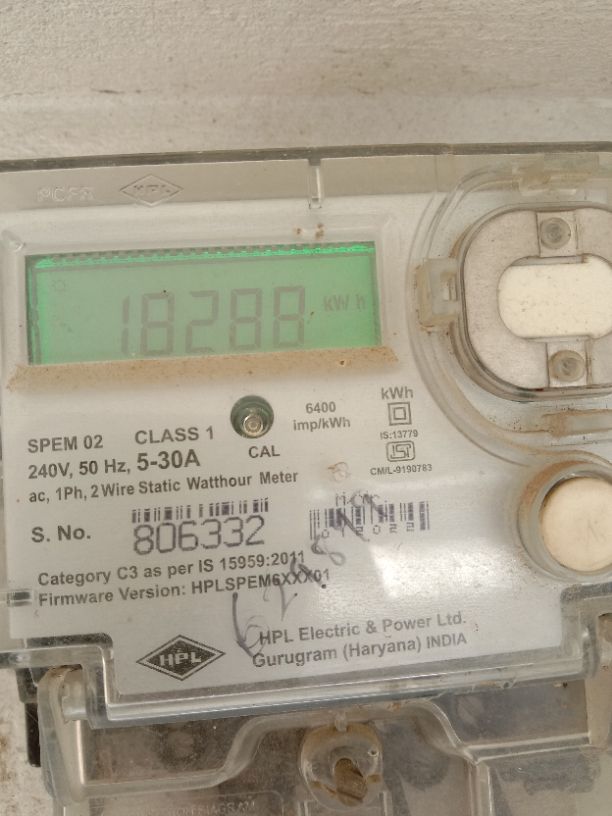 HPL
18288 kWh
6400
imp/kWh
kWh
IS:13779
CM/L-9190783
SPEM 02 CLASS 1
CAL
240V, 50 Hz, 5-30A
ac, 1Ph, 2 Wire Static Watthour Meter
S. No. 806332
Category C3 as per IS 15959:2011
Firmware Version: HPLSPEM6XXX01
HPL
HPL Electric & Power Ltd.
Gurugram (Haryana) INDIA